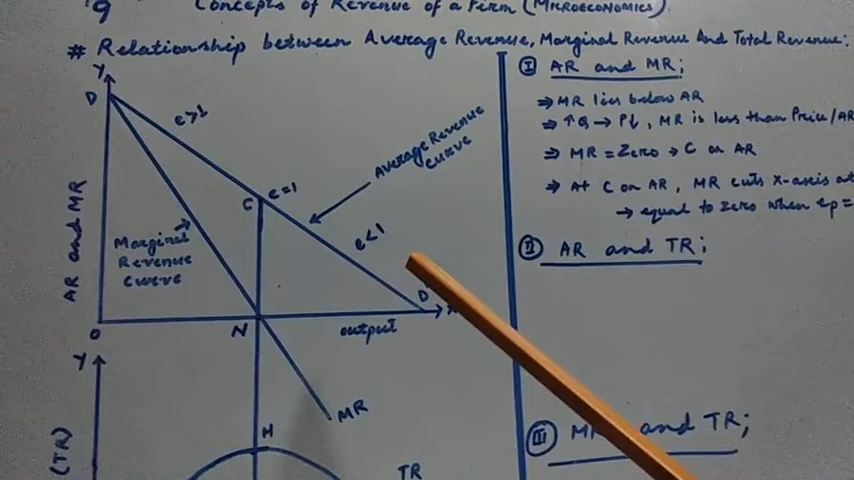 Concepts of Revenue of a Firm (MICROECONOMICS).
# Relationship between Average Revenue, Marginal Revenue And Total Revenue:
Y
D
e>1
Average Revenue
Curve
C e=1
AR and MR
Marginal
Revenue
Curve
e<1
D
O
N
output
X
MR
Y
(TR)
H
TR
I AR and MR;
⇒ MR lies below AR
⇒ ↑Q → P↓, MR is less than Price/AR
⇒ MR = Zero → C on AR
⇒ At C on AR, MR cuts X-axis at
→ equal to zero when ep =
II AR and TR;
III MR and TR;